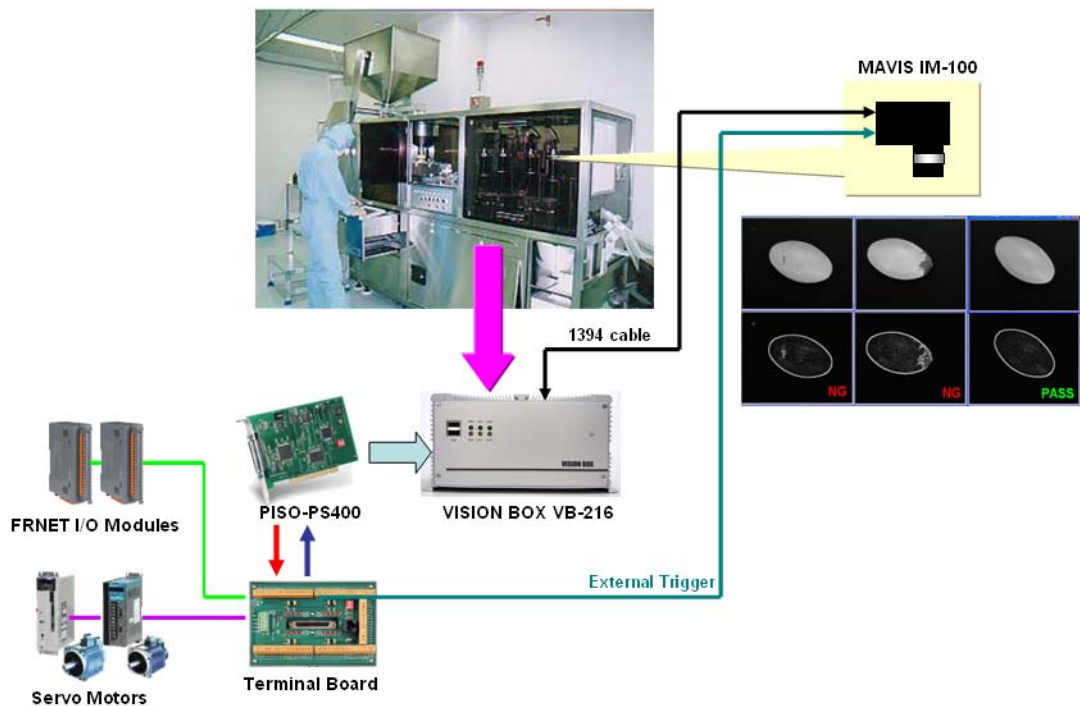 MAVIS IM-100
1394 cable
NG
NG
PASS
VISION BOX
FRNET I/O Modules
PISO-PS400
VISION BOX VB-216
External Trigger
Servo Motors
Terminal Board